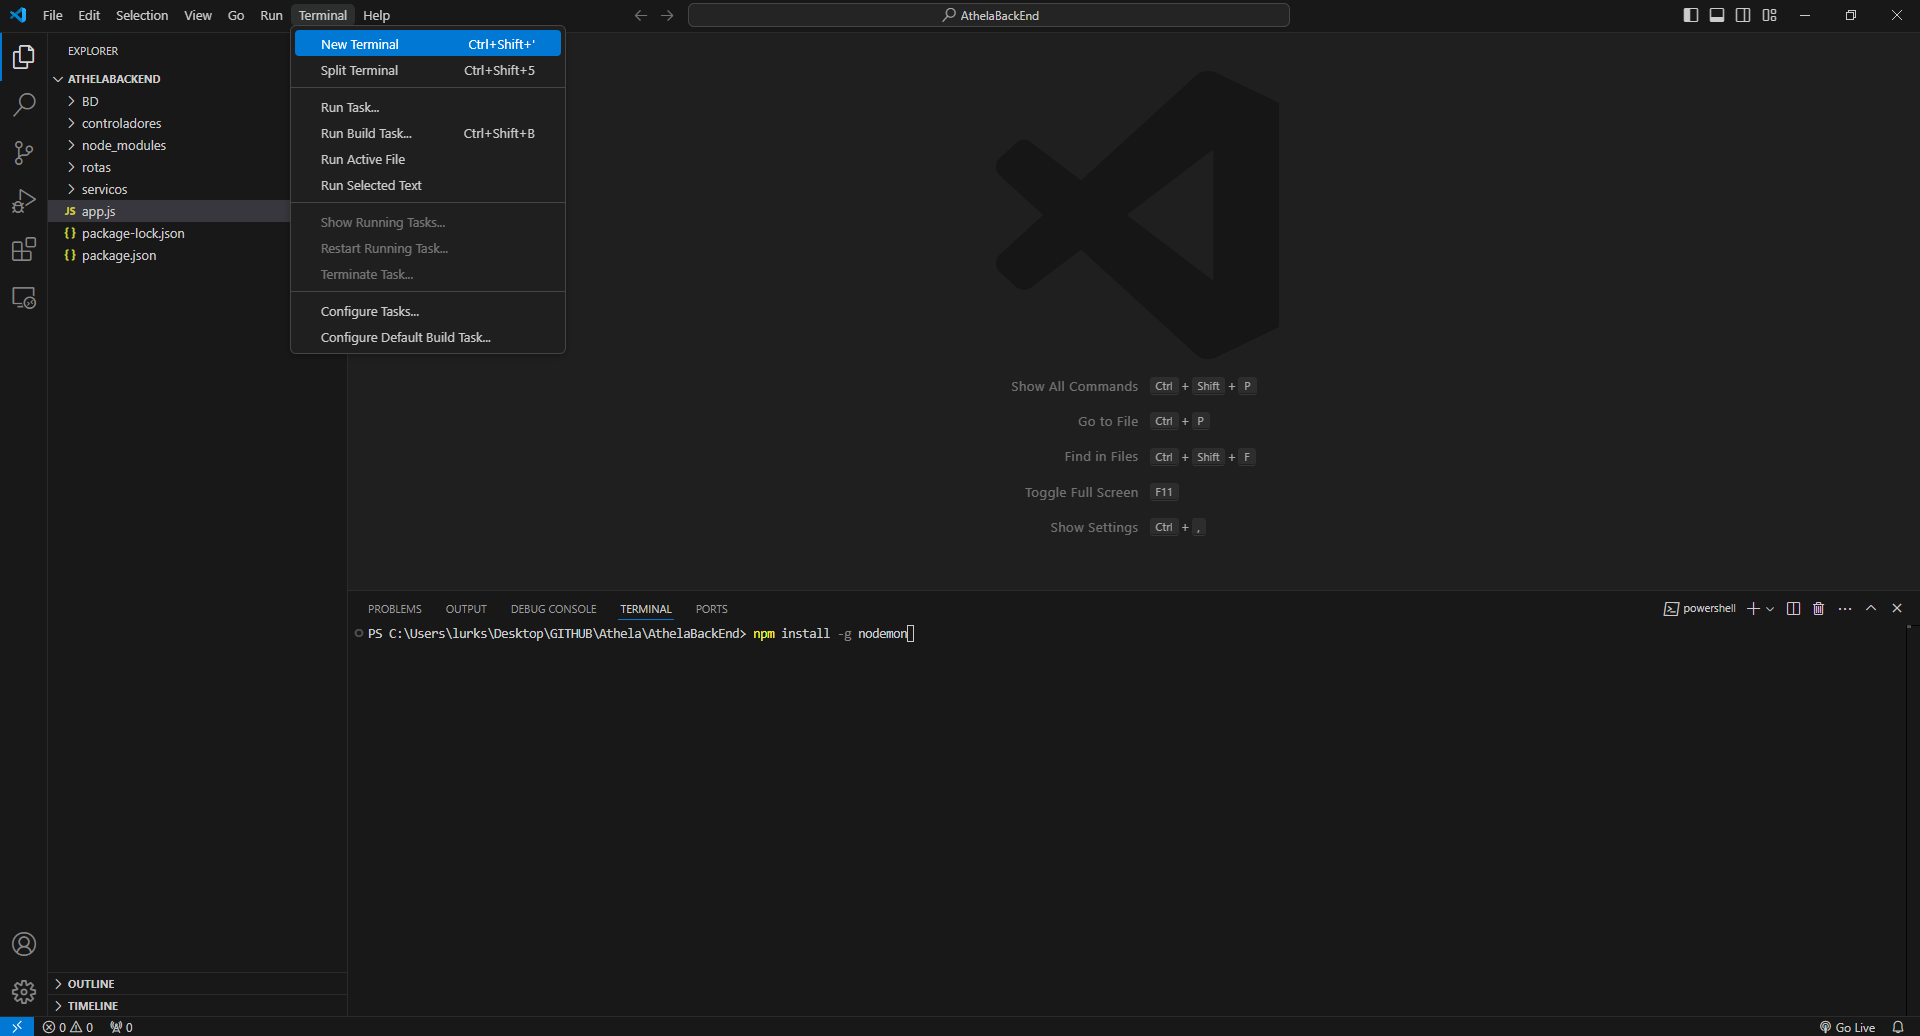 File Edit Selection View Go Run Terminal Help
AthelaBackEnd
EXPLORER
ATHELABACKEND
BD
controladores
node_modules
rotas
servicos
JS app.js
{} package-lock.json
{} package.json
New Terminal Ctrl+Shift+'
Split Terminal Ctrl+Shift+5
Run Task...
Run Build Task... Ctrl+Shift+B
Run Active File
Run Selected Text
Show Running Tasks...
Restart Running Task...
Terminate Task...
Configure Tasks...
Configure Default Build Task...
Show All Commands Ctrl + Shift + P
Go to File Ctrl + P
Find in Files Ctrl + Shift + F
Toggle Full Screen F11
Show Settings Ctrl + ,
PROBLEMS OUTPUT DEBUG CONSOLE TERMINAL PORTS
powershell
PS C:\Users\lurks\Desktop\GITHUB\Athela\AthelaBackEnd> npm install -g nodemon
OUTLINE
TIMELINE
0 0 0
Go Live